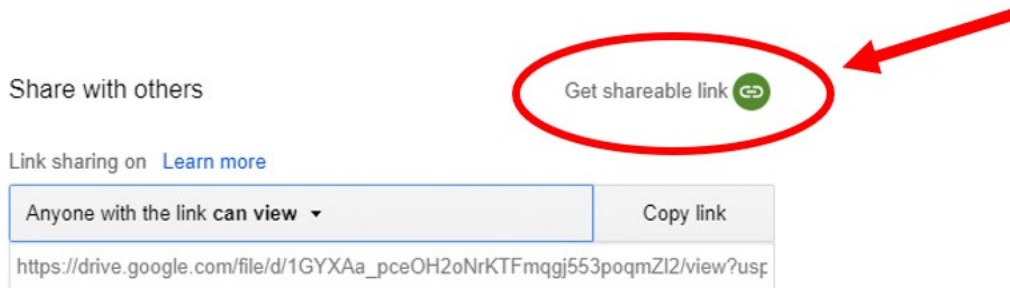 Share with others
Get shareable link
Link sharing on Learn more
Anyone with the link can view
Copy link
https://drive.google.com/file/d/1GYXAa_pceOH2oNrKTFmqgj553poqmZl2/view?usp